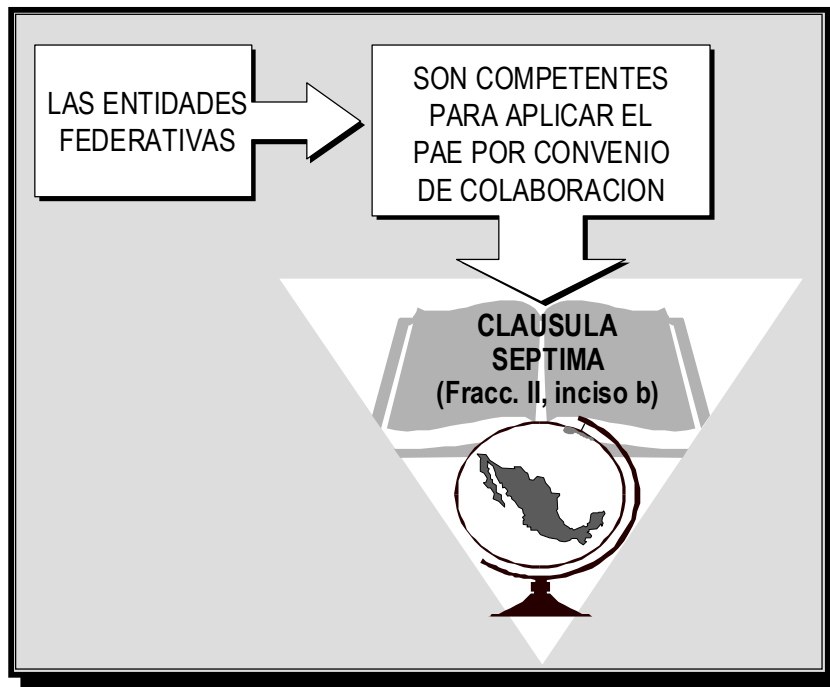 LAS ENTIDADES
FEDERATIVAS
SON COMPETENTES
PARA APLICAR EL
PAE POR CONVENIO
DE COLABORACION
CLAUSULA
SEPTIMA
(Fracc. II, inciso b)